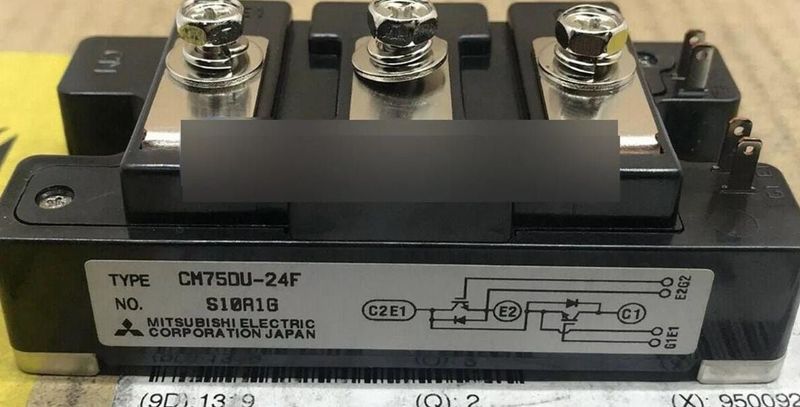 TYPE CM75DU-24F
NO. S10A1G
MITSUBISHI ELECTRIC
CORPORATION JAPAN
C2E1 E2 C1
E2G2
G1E1
(9D) 13 9 (Q): 2 (X): 950092